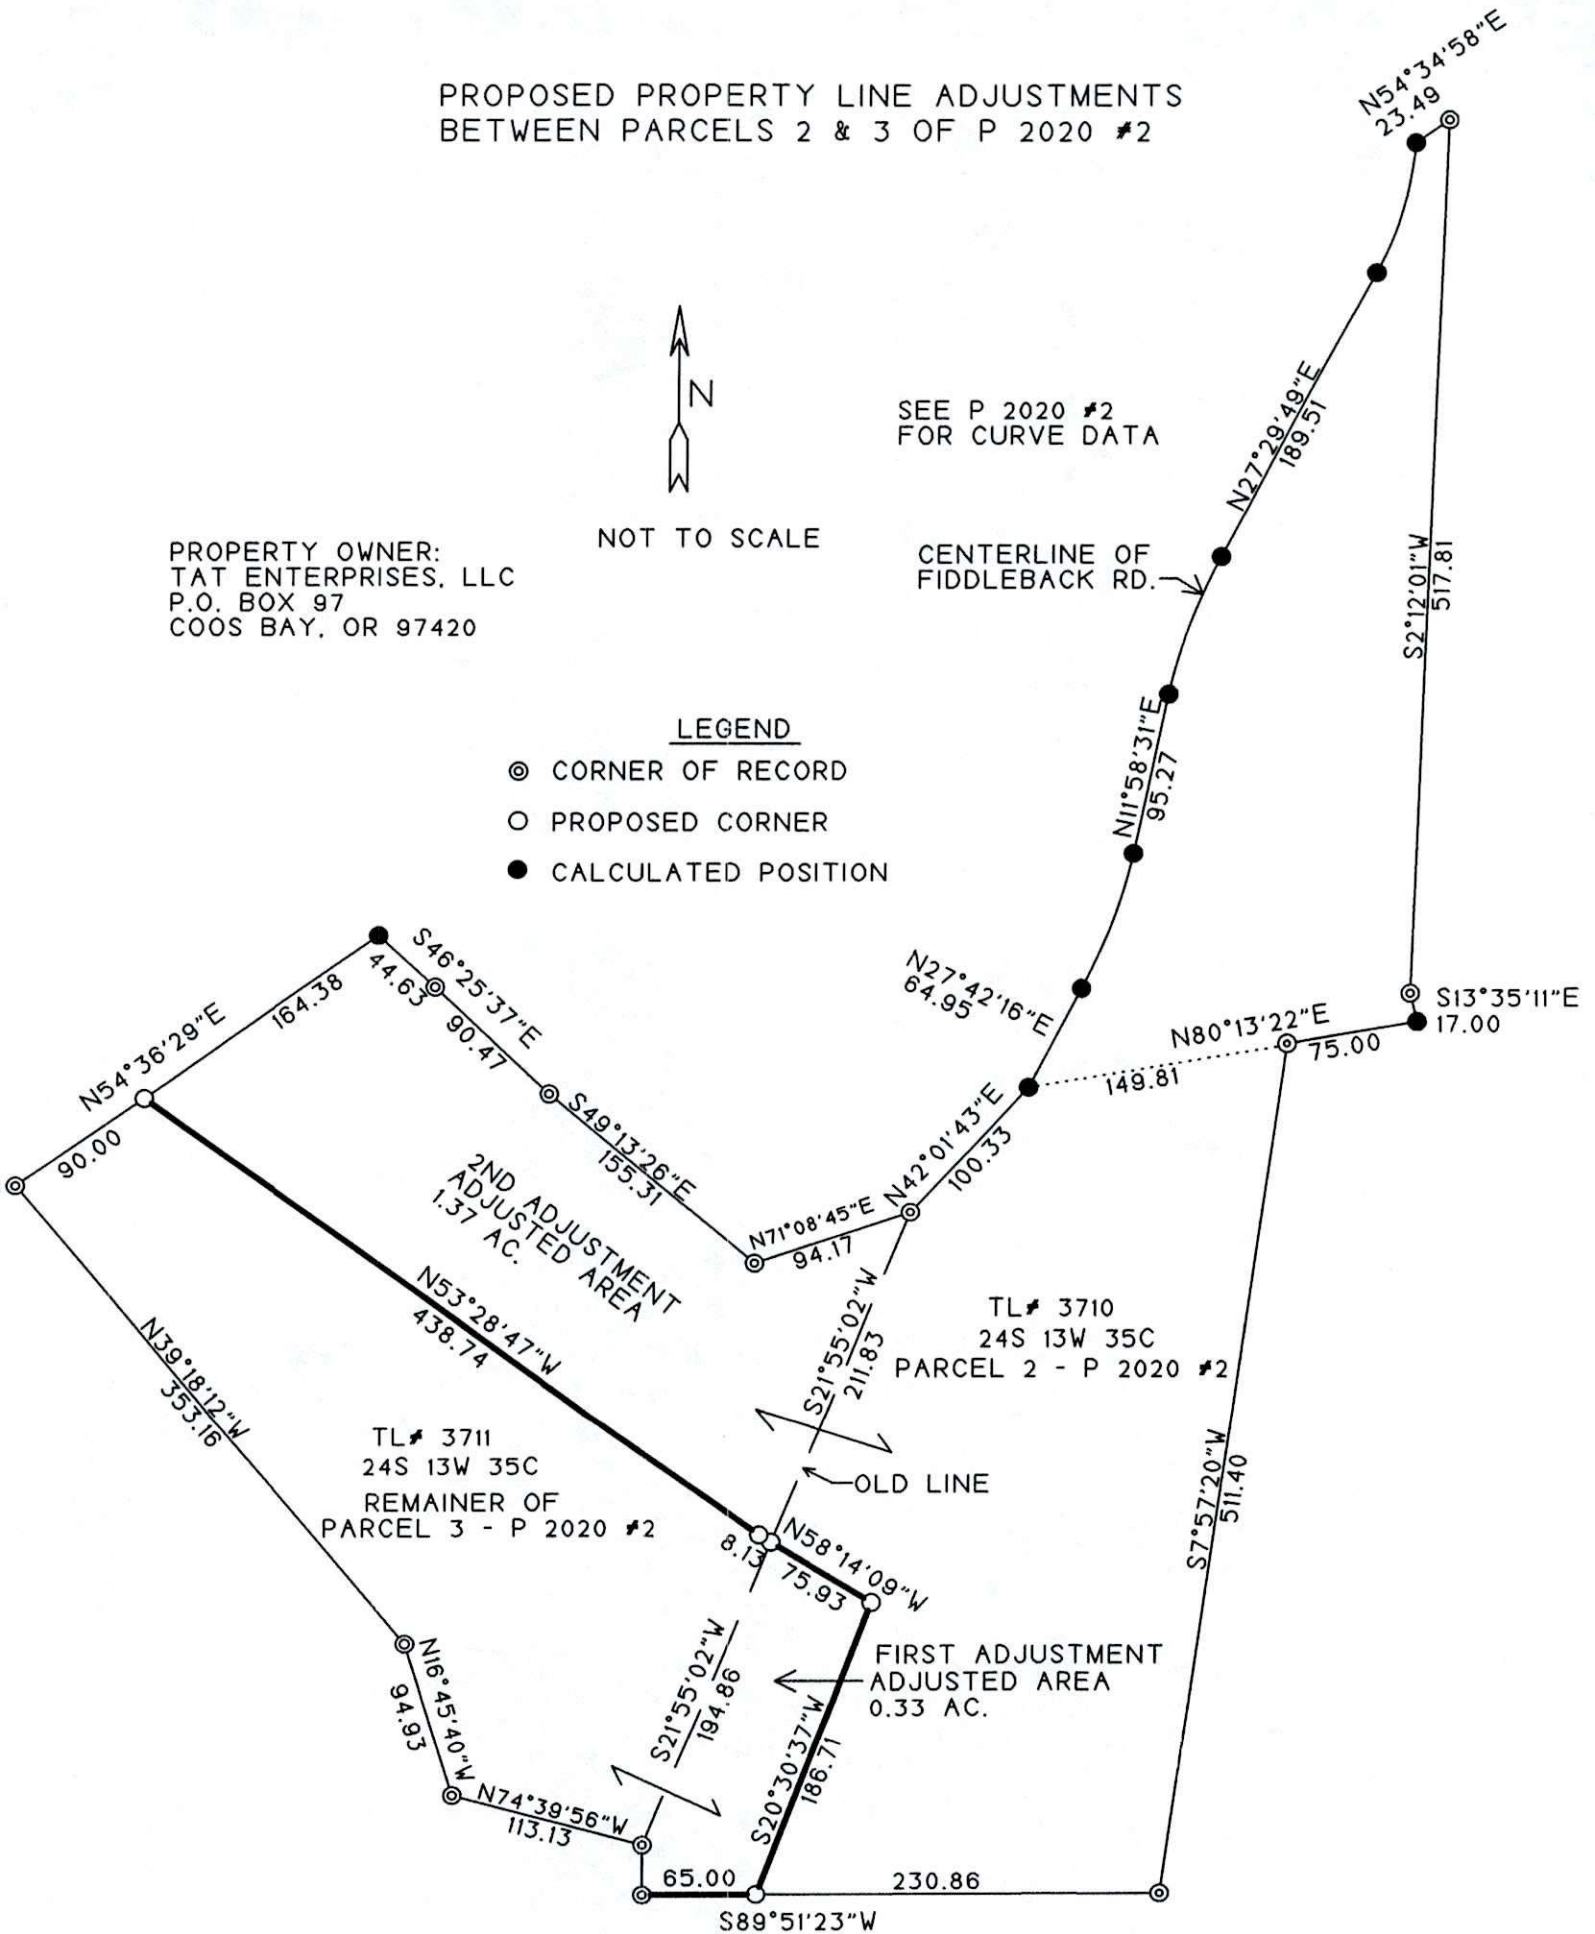 PROPOSED PROPERTY LINE ADJUSTMENTS
BETWEEN PARCELS 2 & 3 OF P 2020 #2
N54°34'58"E
23.49
N
NOT TO SCALE
SEE P 2020 #2
FOR CURVE DATA
N27°29'49"E
189.51
PROPERTY OWNER:
TAT ENTERPRISES, LLC
P.O. BOX 97
COOS BAY, OR 97420
CENTERLINE OF
FIDDLEBACK RD.
S2°12'01"W
517.81
LEGEND
CORNER OF RECORD
PROPOSED CORNER
CALCULATED POSITION
N11°58'31"E
95.27
N27°42'16"E
64.95
S13°35'11"E
17.00
N80°13'22"E
75.00
149.81
S46°25'37"E
44.63
90.47
N54°36'29"E
164.38
90.00
S49°13'26"E
155.31
N42°01'43"E
100.33
N71°08'45"E
94.17
2ND ADJUSTMENT
ADJUSTED AREA
1.37 AC.
N53°28'47"W
438.74
S21°55'02"W
211.83
TL# 3710
24S 13W 35C
PARCEL 2 - P 2020 #2
N39°18'12"W
353.16
TL# 3711
24S 13W 35C
REMAINER OF
PARCEL 3 - P 2020 #2
OLD LINE
S7°57'20"W
511.40
N58°14'09"W
8.13
75.93
FIRST ADJUSTMENT
ADJUSTED AREA
0.33 AC.
S21°55'02"W
194.86
S20°30'37"W
186.71
N16°45'40"W
94.93
N74°39'56"W
113.13
65.00
230.86
S89°51'23"W